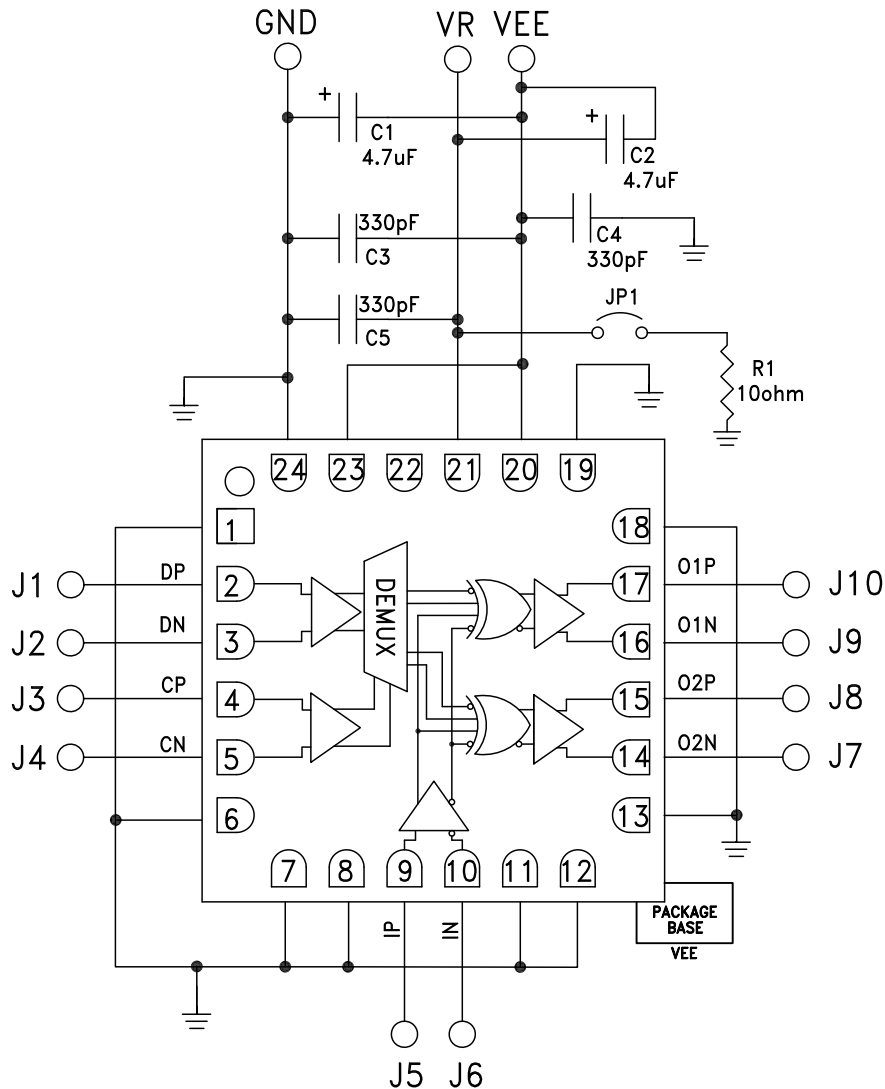 GND VR VEE
+ C1
4.7uF
+ C2
4.7uF
330pF
C3
C4
330pF
330pF
C5
JP1
R1
10ohm
24 23 22 21 20 19
1 18
J1 DP 2 DEMUX 17 O1P J10
J2 DN 3 16 O1N J9
J3 CP 4 15 O2P J8
J4 CN 5 14 O2N J7
6 13
7 8 9 10 11 12
IP IN
PACKAGE
BASE
VEE
J5 J6